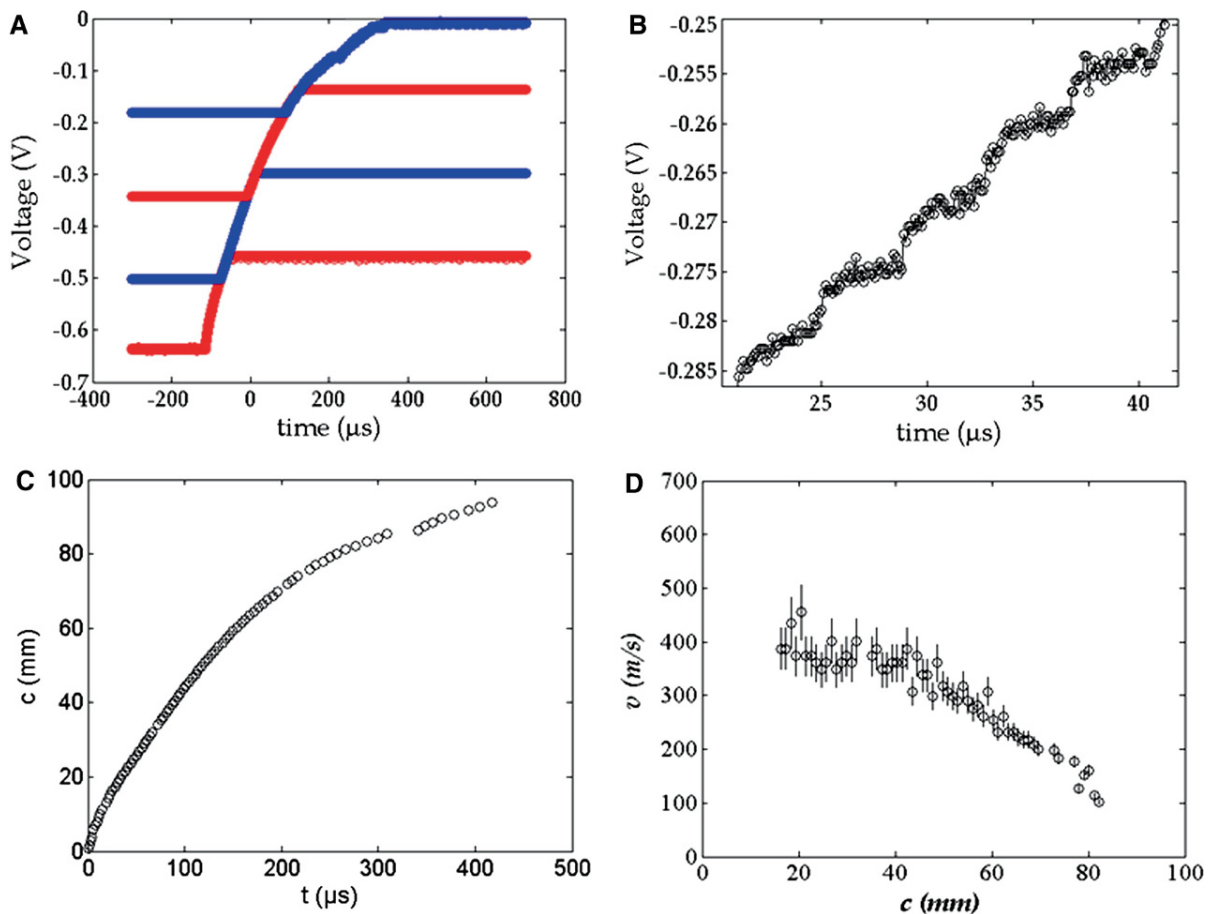 A
0
-0.1
-0.2
-0.3
-0.4
-0.5
-0.6
-0.7
-400 -200 0 200 400 600 800
Voltage (V)
time (µs)
B
-0.25
-0.255
-0.26
-0.265
-0.27
-0.275
-0.28
-0.285
25 30 35 40
Voltage (V)
time (µs)
C
100
80
60
40
20
0
0 100 200 300 400 500
c (mm)
t (µs)
D
700
600
500
400
300
200
100
0
0 20 40 60 80 100
v (m/s)
c (mm)